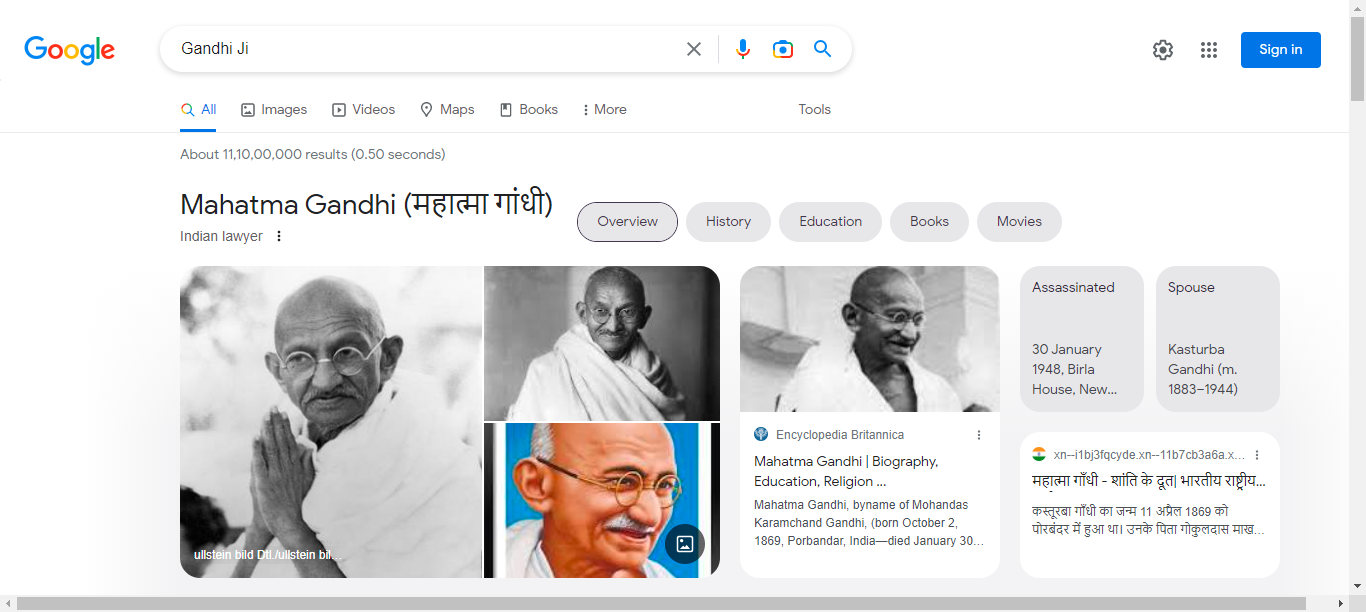 Google
Gandhi Ji
Sign in
All
Images
Videos
Maps
Books
More
Tools
About 11,10,00,000 results (0.50 seconds)
Mahatma Gandhi (महात्मा गांधी)
Indian lawyer
Overview
History
Education
Books
Movies
ullstein bild Dtl./ullstein bil...
Encyclopedia Britannica
Mahatma Gandhi | Biography,
Education, Religion ...
Mahatma Gandhi, byname of Mohandas
Karamchand Gandhi, (born October 2,
1869, Porbandar, India—died January 30...
Assassinated
30 January
1948, Birla
House, New...
Spouse
Kasturba
Gandhi (m.
1883–1944)
xn--i1bj3fqcyde.xn--11b7cb3a6a.x...
महात्मा गाँधी - शांति के दूत| भारतीय राष्ट्रीय...
कस्तूरबा गाँधी का जन्म 11 अप्रैल 1869 को
पोरबंदर में हुआ था। उनके पिता गोकुलदास माख...